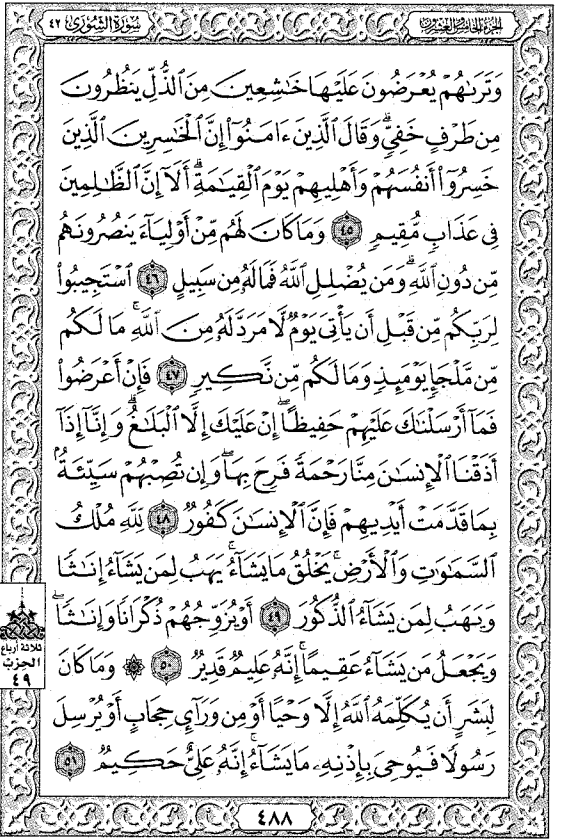 الجزء الخامس والعشرون
سورة الشورى ٤٢
وَتَرَىٰهُمْ يُعْرَضُونَ عَلَيْهَا خَٰشِعِينَ مِنَ ٱلذُّلِّ يَنظُرُونَ
مِن طَرْفٍ خَفِىٍّ ۗ وَقَالَ ٱلَّذِينَ ءَامَنُوٓا۟ إِنَّ ٱلْخَٰسِرِينَ ٱلَّذِينَ
خَسِرُوٓا۟ أَنفُسَهُمْ وَأَهْلِيهِمْ يَوْمَ ٱلْقِيَٰمَةِ ۗ أَلَآ إِنَّ ٱلظَّٰلِمِينَ
فِى عَذَابٍ مُّقِيمٍ ٤٥ وَمَا كَانَ لَهُم مِّنْ أَوْلِيَآءَ يَنصُرُونَهُم
مِّن دُونِ ٱللَّهِ ۗ وَمَن يُضْلِلِ ٱللَّهُ فَمَا لَهُۥ مِن سَبِيلٍ ٤٦ ٱسْتَجِيبُوا۟
لِرَبِّكُم مِّن قَبْلِ أَن يَأْتِىَ يَوْمٌ لَّا مَرَدَّ لَهُۥ مِنَ ٱللَّهِ ۚ مَا لَكُم
مِّن مَّلْجَإٍ يَوْمَئِذٍ وَمَا لَكُم مِّن نَّكِيرٍ ٤٧ فَإِنْ أَعْرَضُوا۟
فَمَآ أَرْسَلْنَٰكَ عَلَيْهِمْ حَفِيظًا ۖ إِنْ عَلَيْكَ إِلَّا ٱلْبَلَٰغُ ۗ وَإِنَّآ إِذَآ
أَذَقْنَا ٱلْإِنسَٰنَ مِنَّا رَحْمَةً فَرِحَ بِهَا ۖ وَإِن تُصِبْهُمْ سَيِّئَةٌۢ
بِمَا قَدَّمَتْ أَيْدِيهِمْ فَإِنَّ ٱلْإِنسَٰنَ كَفُورٌ ٤٨ لِّلَّهِ مُلْكُ
ٱلسَّمَٰوَٰتِ وَٱلْأَرْضِ ۚ يَخْلُقُ مَا يَشَآءُ ۚ يَهَبُ لِمَن يَشَآءُ إِنَٰثًا
وَيَهَبُ لِمَن يَشَآءُ ٱلذُّكُورَ ٤٩ أَوْ يُزَوِّجُهُمْ ذُكْرَانًا وَإِنَٰثًا ۖ
وَيَجْعَلُ مَن يَشَآءُ عَقِيمًا ۚ إِنَّهُۥ عَلِيمٌ قَدِيرٌ ٥٠ ۞ وَمَا كَانَ
لِبَشَرٍ أَن يُكَلِّمَهُ ٱللَّهُ إِلَّا وَحْيًا أَوْ مِن وَرَآئِ حِجَابٍ أَوْ يُرْسِلَ
رَسُولًا فَيُوحِىَ بِإِذْنِهِۦ مَا يَشَآءُ ۚ إِنَّهُۥ عَلِىٌّ حَكِيمٌ ٥١
ثلاثة أرباع
الحزب
٤٩
٤٨٨